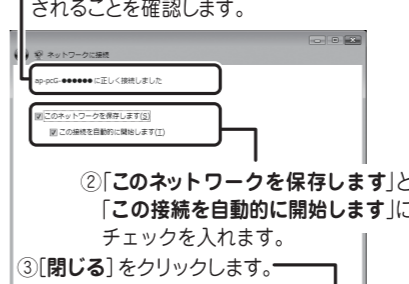 されることを確認します。
ネットワークに接続
ap-pcG-●●●●●● に正しく接続しました
このネットワークを保存します(S)
この接続を自動的に開始します(T)
②「このネットワークを保存します」と
「この接続を自動的に開始します」に
チェックを入れます。
③[閉じる]をクリックします。